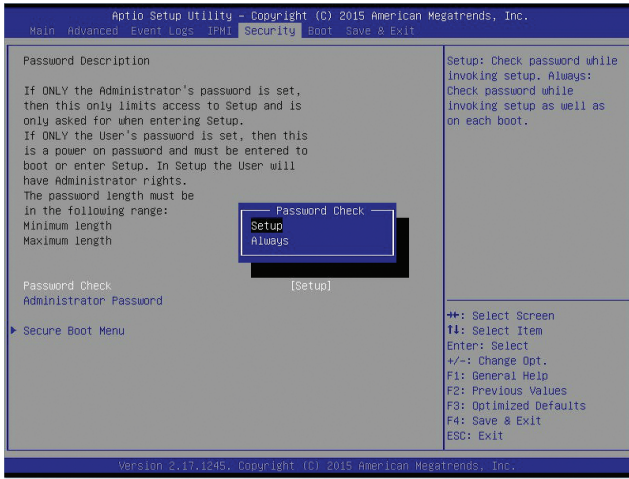 Aptio Setup Utility – Copyright (C) 2015 American Megatrends, Inc.
Main Advanced Event Logs IPMI Security Boot Save & Exit
Password Description
If ONLY the Administrator's password is set,
then this only limits access to Setup and is
only asked for when entering Setup.
If ONLY the User's password is set, then this
is a power on password and must be entered to
boot or enter Setup. In Setup the User will
have Administrator rights.
The password length must be
in the following range:
Minimum length
Maximum length
Password Check
Setup
Always
Password Check [Setup]
Administrator Password
Secure Boot Menu
Setup: Check password while
invoking setup. Always:
Check password while
invoking setup as well as
on each boot.
→←: Select Screen
↑↓: Select Item
Enter: Select
+/-: Change Opt.
F1: General Help
F2: Previous Values
F3: Optimized Defaults
F4: Save & Exit
ESC: Exit
Version 2.17.1245. Copyright (C) 2015 American Megatrends, Inc.